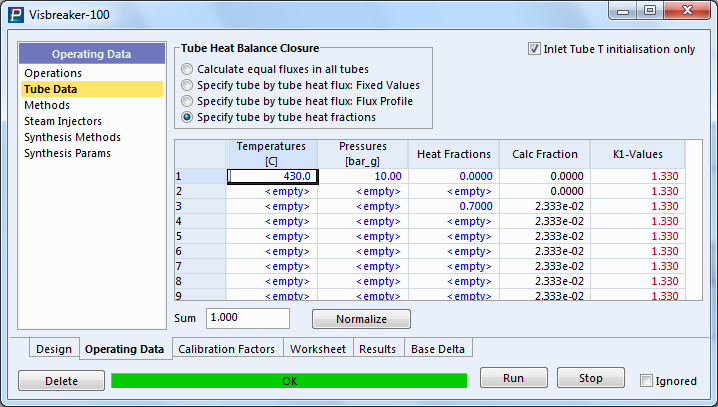 Visbreaker-100
Operating Data
Operations
Tube Data
Methods
Steam Injectors
Synthesis Methods
Synthesis Params
Tube Heat Balance Closure
Calculate equal fluxes in all tubes
Specify tube by tube heat flux: Fixed Values
Specify tube by tube heat flux: Flux Profile
Specify tube by tube heat fractions
Inlet Tube T initialisation only
Temperatures [C] Pressures [bar_g] Heat Fractions Calc Fraction K1-Values
1 430.0 10.00 0.0000 0.0000 1.330
2 <empty> <empty> <empty> 0.0000 1.330
3 <empty> <empty> 0.7000 2.333e-02 1.330
4 <empty> <empty> <empty> 2.333e-02 1.330
5 <empty> <empty> <empty> 2.333e-02 1.330
6 <empty> <empty> <empty> 2.333e-02 1.330
7 <empty> <empty> <empty> 2.333e-02 1.330
8 <empty> <empty> <empty> 2.333e-02 1.330
9 <empty> <empty> <empty> 2.333e-02 1.330
Sum 1.000 Normalize
Design Operating Data Calibration Factors Worksheet Results Base Delta
Delete OK Run Stop Ignored